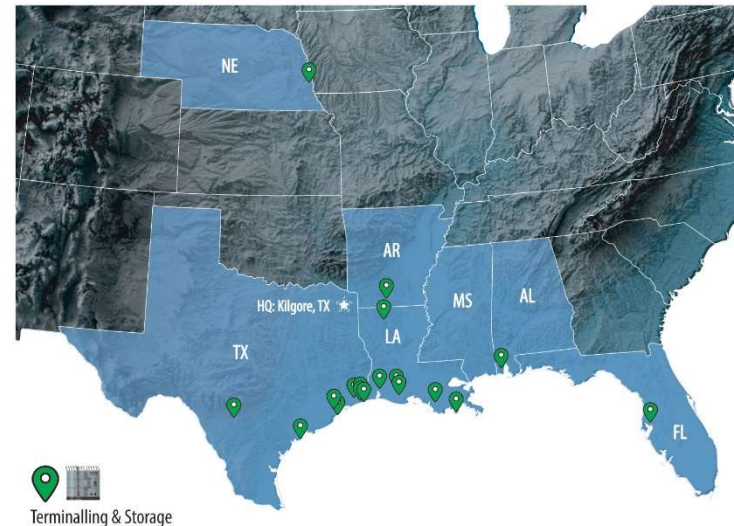 NE
AR
HQ: Kilgore, TX
MS
AL
LA
TX
FL
Terminalling & Storage